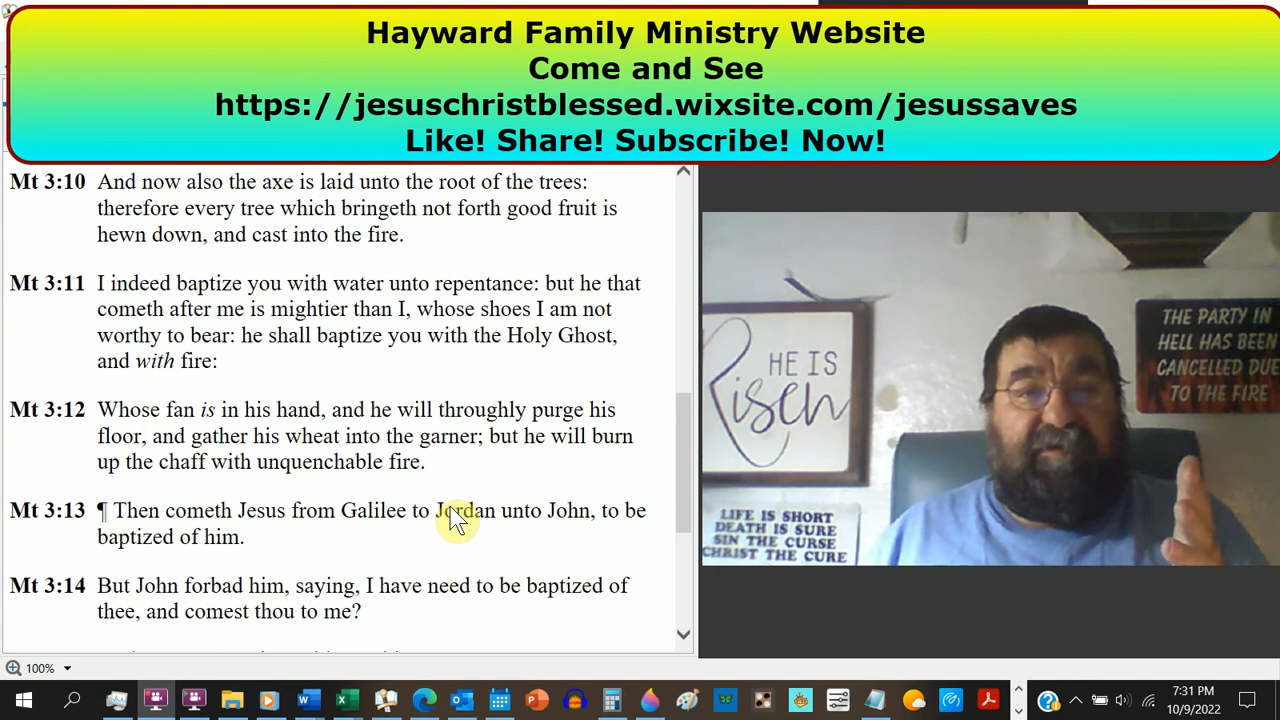 Hayward Family Ministry Website
Come and See
https://jesuschristblessed.wixsite.com/jesussaves
Like! Share! Subscribe! Now!
Mt 3:10 And now also the axe is laid unto the root of the trees:
therefore every tree which bringeth not forth good fruit is
hewn down, and cast into the fire.
Mt 3:11 I indeed baptize you with water unto repentance: but he that
cometh after me is mightier than I, whose shoes I am not
worthy to bear: he shall baptize you with the Holy Ghost,
and with fire:
Mt 3:12 Whose fan is in his hand, and he will throughly purge his
floor, and gather his wheat into the garner; but he will burn
up the chaff with unquenchable fire.
Mt 3:13 ¶ Then cometh Jesus from Galilee to Jordan unto John, to be
baptized of him.
Mt 3:14 But John forbad him, saying, I have need to be baptized of
thee, and comest thou to me?
HE IS
Risen
THE PARTY IN
HELL HAS BEEN
CANCELLED DUE
TO THE FIRE
LIFE IS SHORT
DEATH IS SURE
SIN THE CURSE
CHRIST THE CURE
100%
7:31 PM
10/9/2022